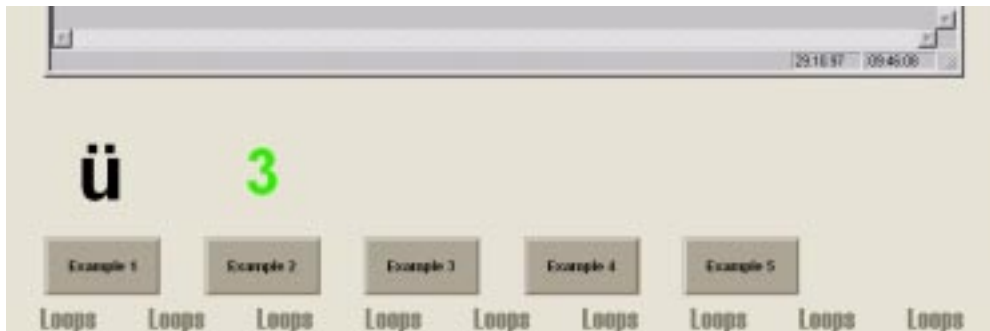 29.10.97 09:46:08
ü 3
Example 1 Example 2 Example 3 Example 4 Example 5
Loops Loops Loops Loops Loops Loops Loops Loops Loops